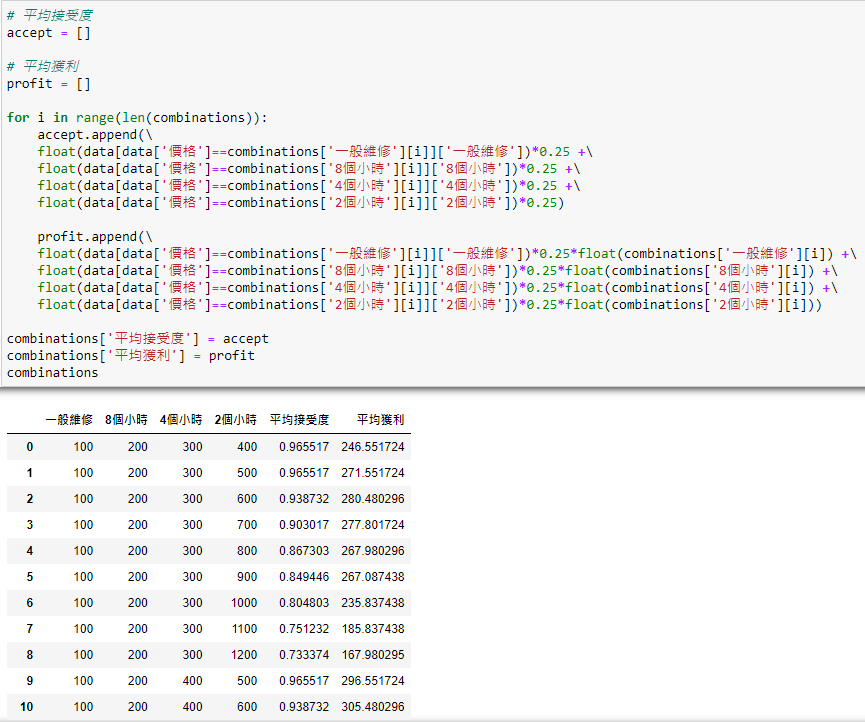 # 平均接受度
accept = []
# 平均獲利
profit = []
for i in range(len(combinations)):
accept.append(\
float(data[data['價格']==combinations['一般維修'][i]]['一般維修'])*0.25 +\
float(data[data['價格']==combinations['8個小時'][i]]['8個小時'])*0.25 +\
float(data[data['價格']==combinations['4個小時'][i]]['4個小時'])*0.25 +\
float(data[data['價格']==combinations['2個小時'][i]]['2個小時'])*0.25)
profit.append(\
float(data[data['價格']==combinations['一般維修'][i]]['一般維修'])*0.25*float(combinations['一般維修'][i]) +\
float(data[data['價格']==combinations['8個小時'][i]]['8個小時'])*0.25*float(combinations['8個小時'][i]) +\
float(data[data['價格']==combinations['4個小時'][i]]['4個小時'])*0.25*float(combinations['4個小時'][i]) +\
float(data[data['價格']==combinations['2個小時'][i]]['2個小時'])*0.25*float(combinations['2個小時'][i]))
combinations['平均接受度'] = accept
combinations['平均獲利'] = profit
combinations
一般維修 8個小時 4個小時 2個小時 平均接受度 平均獲利
0 100 200 300 400 0.965517 246.551724
1 100 200 300 500 0.965517 271.551724
2 100 200 300 600 0.938732 280.480296
3 100 200 300 700 0.903017 277.801724
4 100 200 300 800 0.867303 267.980296
5 100 200 300 900 0.849446 267.087438
6 100 200 300 1000 0.804803 235.837438
7 100 200 300 1100 0.751232 185.837438
8 100 200 300 1200 0.733374 167.980295
9 100 200 400 500 0.965517 296.551724
10 100 200 400 600 0.938732 305.480296